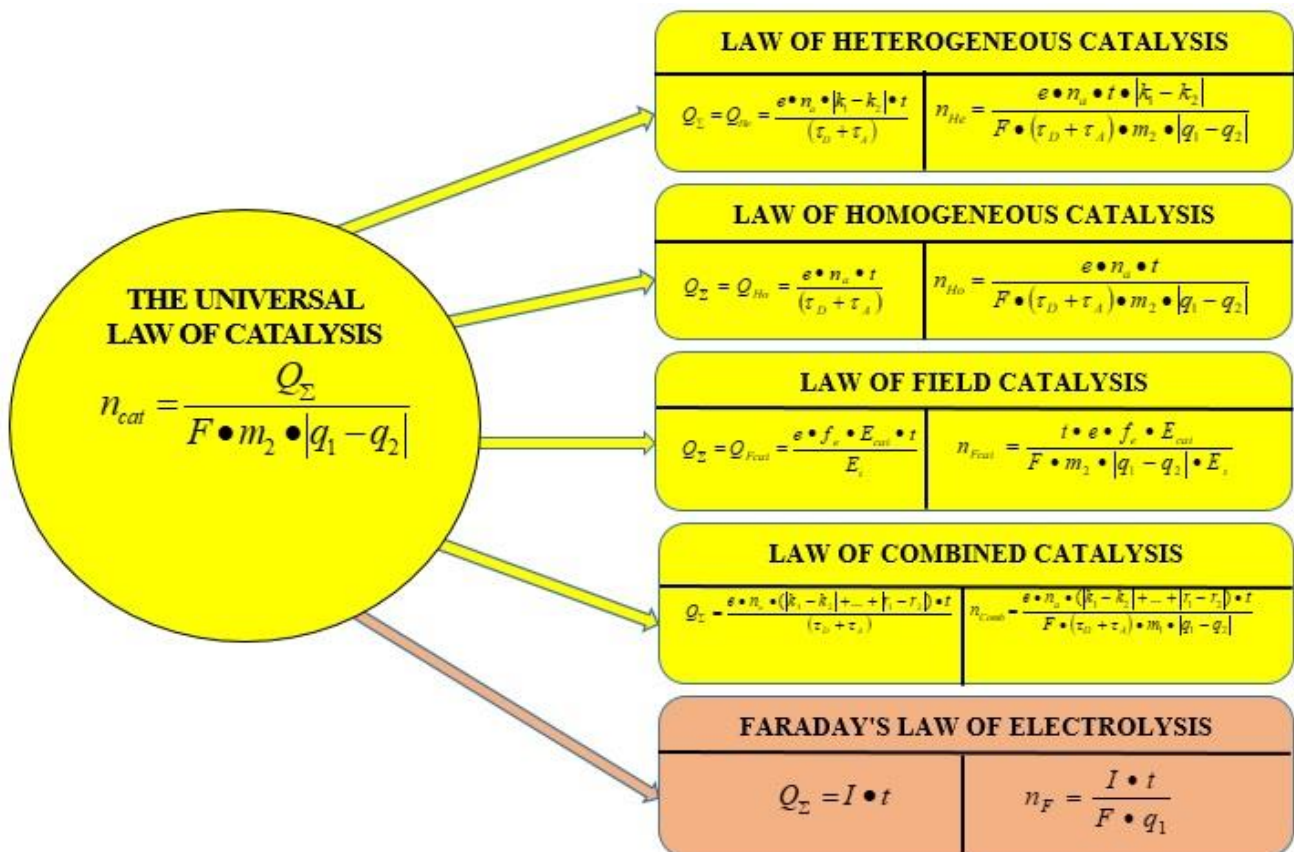 THE UNIVERSAL
LAW OF CATALYSIS
n_cat = Q_Σ / (F•m_2•|q_1−q_2|)
LAW OF HETEROGENEOUS CATALYSIS
Q_Σ = Q_He = e•n_a•|k_1−k_2|•t / (τ_D+τ_A)
n_He = e•n_a•t•|k_1−k_2| / (F•(τ_D+τ_A)•m_2•|q_1−q_2|)
LAW OF HOMOGENEOUS CATALYSIS
Q_Σ = Q_Ho = e•n_a•t / (τ_D+τ_A)
n_Ho = e•n_a•t / (F•(τ_D+τ_A)•m_2•|q_1−q_2|)
LAW OF FIELD CATALYSIS
Q_Σ = Q_Fcat = e•f_e•E_cat•t / E_s
n_Fcat = t•e•f_e•E_cat / (F•m_2•|q_1−q_2|•E_s)
LAW OF COMBINED CATALYSIS
Q_Σ = e•n_a•(|k_1−k_2|+...+|r_1−r_2|)•t / (τ_D+τ_A)
n_Comb = e•n_a•(|k_1−k_2|+...+|r_1−r_2|)•t / (F•(τ_D+τ_A)•m_1•|q_1−q_2|)
FARADAY'S LAW OF ELECTROLYSIS
Q_Σ = I•t
n_F = I•t / (F•q_1)